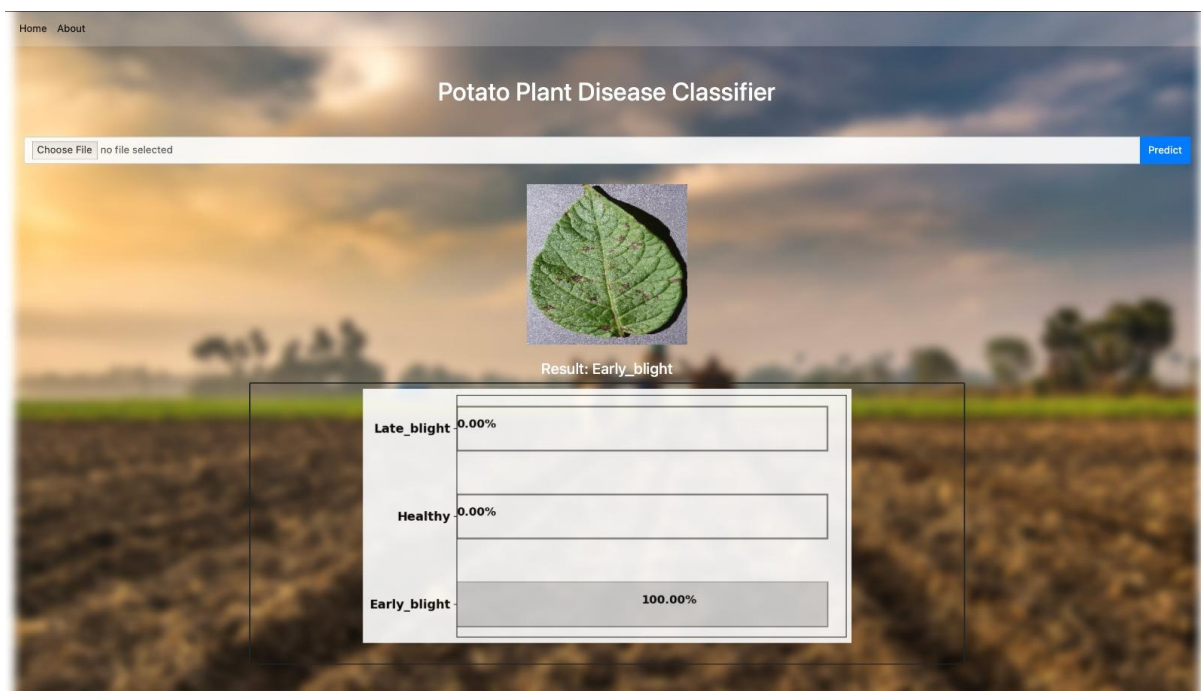 Home About
Potato Plant Disease Classifier
Choose File no file selected
Predict
Result: Early_blight
Late_blight 0.00%
Healthy 0.00%
Early_blight 100.00%